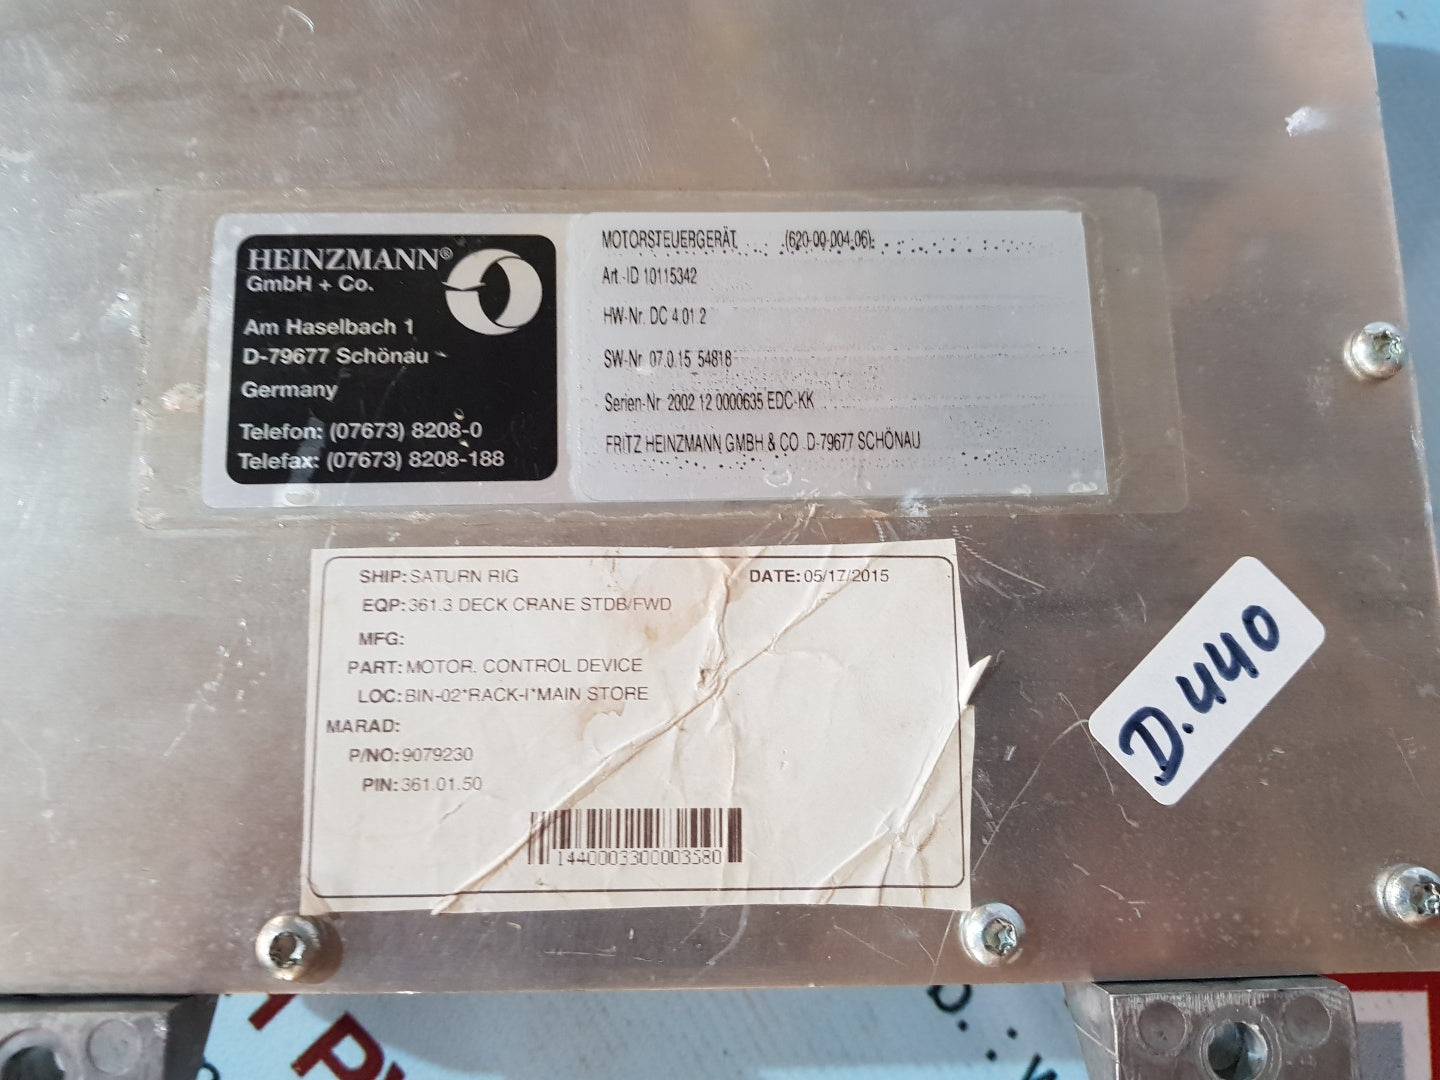 HEINZMANN®
GmbH + Co.
Am Haselbach 1
D-79677 Schönau
Germany
Telefon: (07673) 8208-0
Telefax: (07673) 8208-188
MOTORSTEUERGERÄT (620-00-004-06)
Art.-ID 10115342
HW-Nr. DC 4.01.2
SW-Nr. 07.0.15 54818
Serien-Nr 2002 12 0000635 EDC-KK
FRITZ HEINZMANN GMBH & CO D-79677 SCHÖNAU
SHIP: SATURN RIG DATE: 05/17/2015
EQP: 361.3 DECK CRANE STDB/FWD
MFG:
PART: MOTOR. CONTROL DEVICE
LOC: BIN-02*RACK-I*MAIN STORE
MARAD:
P/NO: 9079230
PIN: 361.01.50
1440003300003580
D.440